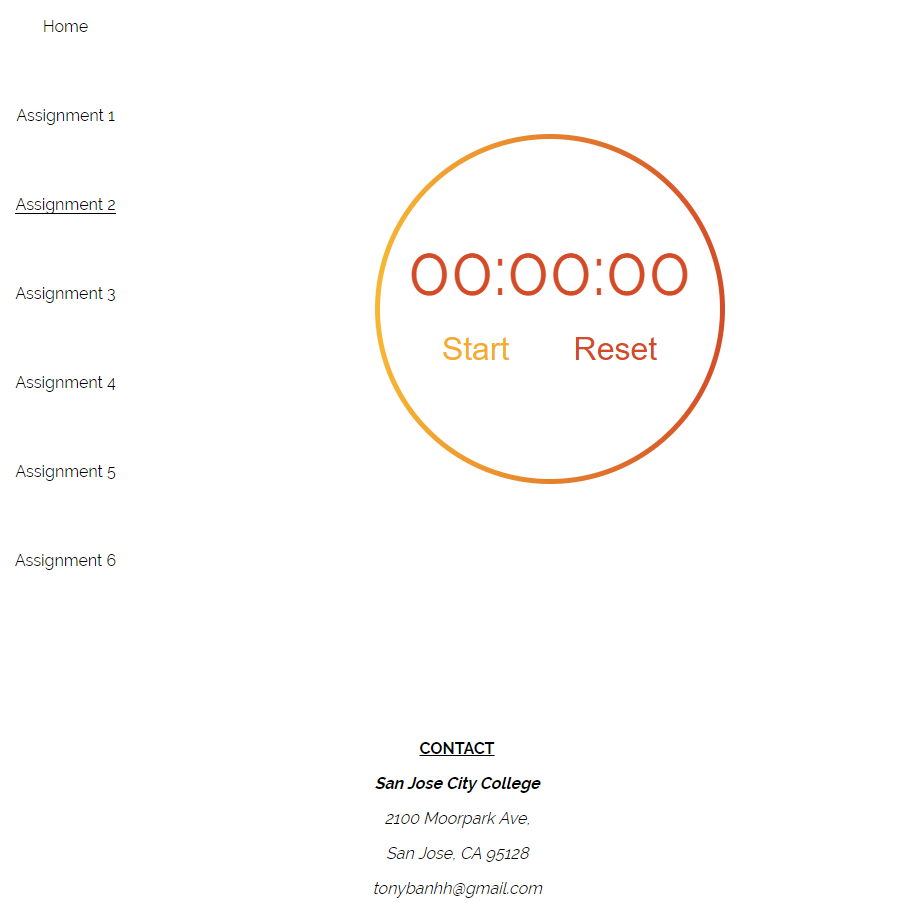 Home
Assignment 1
Assignment 2
Assignment 3
Assignment 4
Assignment 5
Assignment 6
00:00:00
Start Reset
CONTACT
San Jose City College
2100 Moorpark Ave,
San Jose, CA 95128
tonybanhh@gmail.com